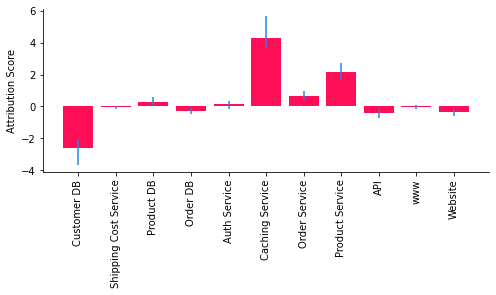 Attribution Score
6
4
2
0
−2
−4
Customer DB
Shipping Cost Service
Product DB
Order DB
Auth Service
Caching Service
Order Service
Product Service
API
www
Website